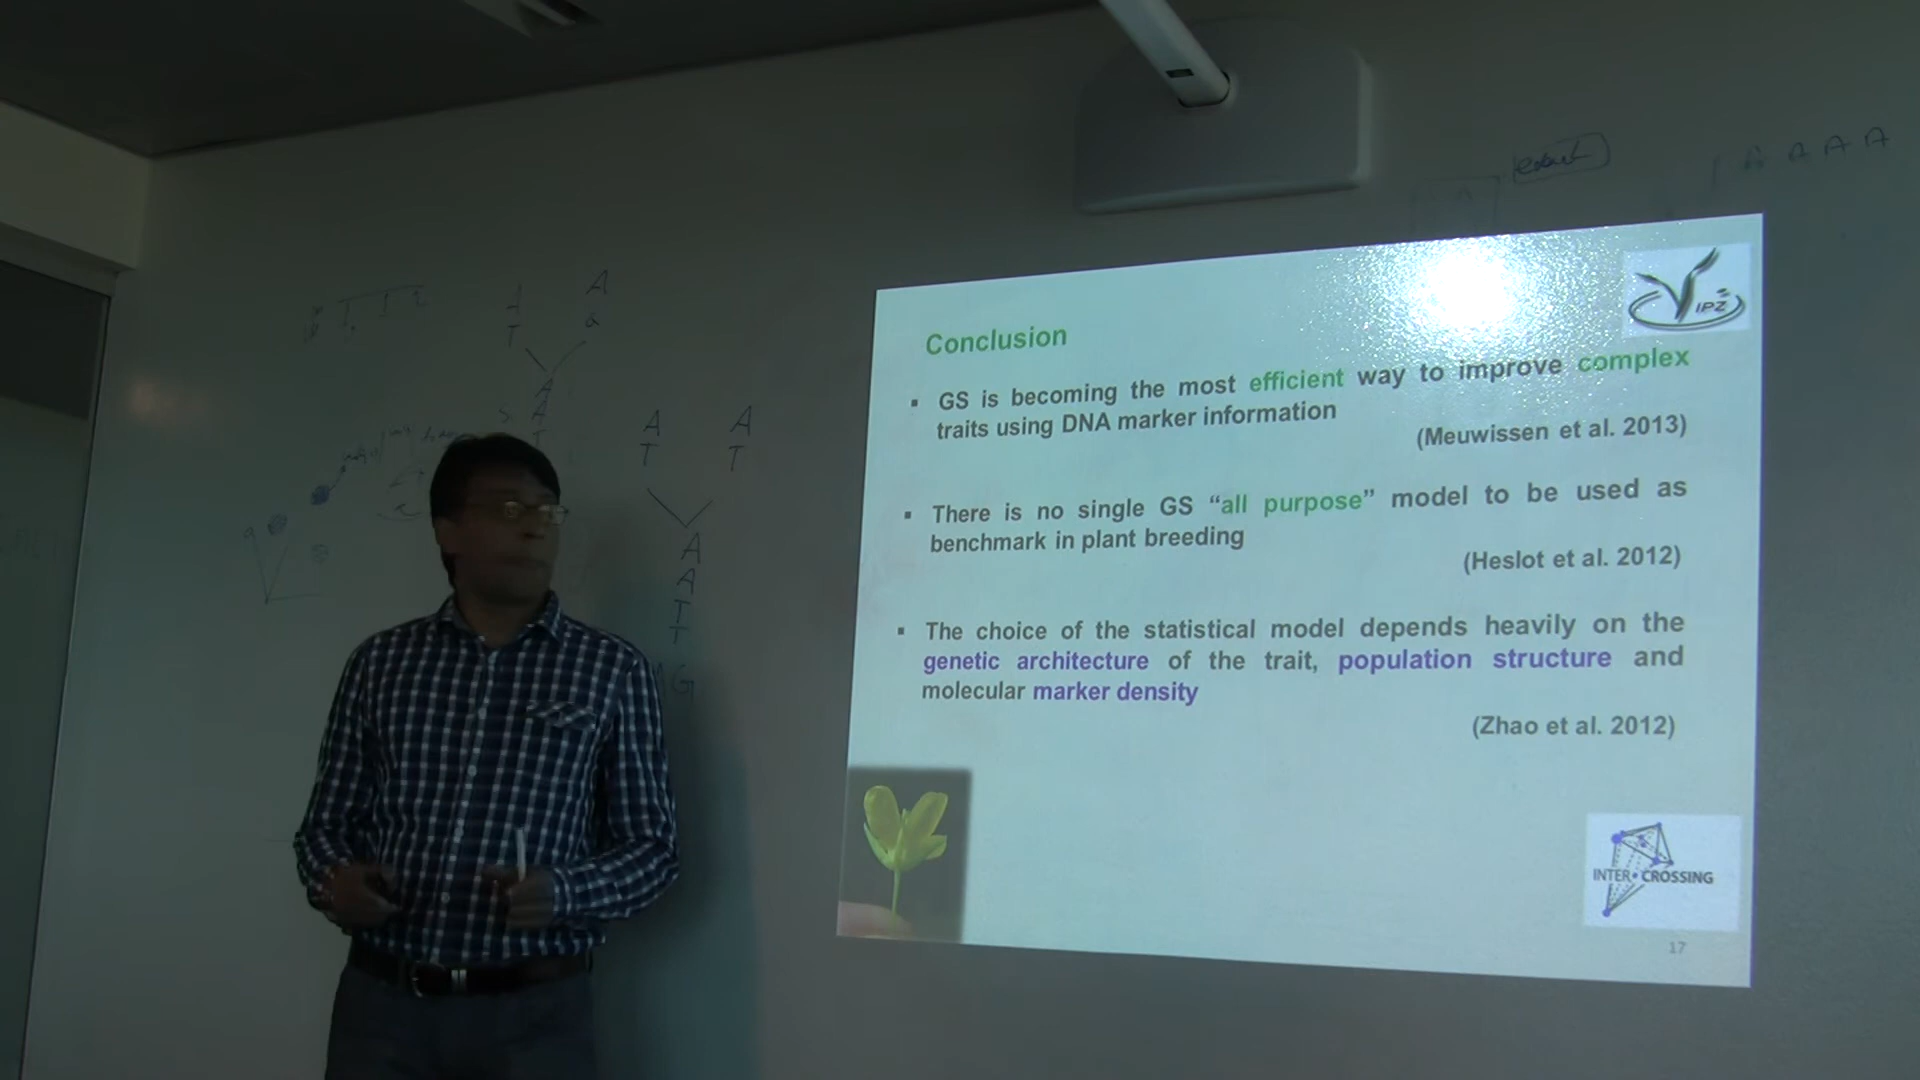 A
T
A
A
A
T
A
T
A
T
A
A
T
T
G
A A A A
IPZ
Conclusion
▪ GS is becoming the most efficient way to improve complex
traits using DNA marker information
(Meuwissen et al. 2013)
▪ There is no single GS “all purpose” model to be used as
benchmark in plant breeding
(Heslot et al. 2012)
▪ The choice of the statistical model depends heavily on the
genetic architecture of the trait, population structure and
molecular marker density
(Zhao et al. 2012)
INTER•CROSSING
17